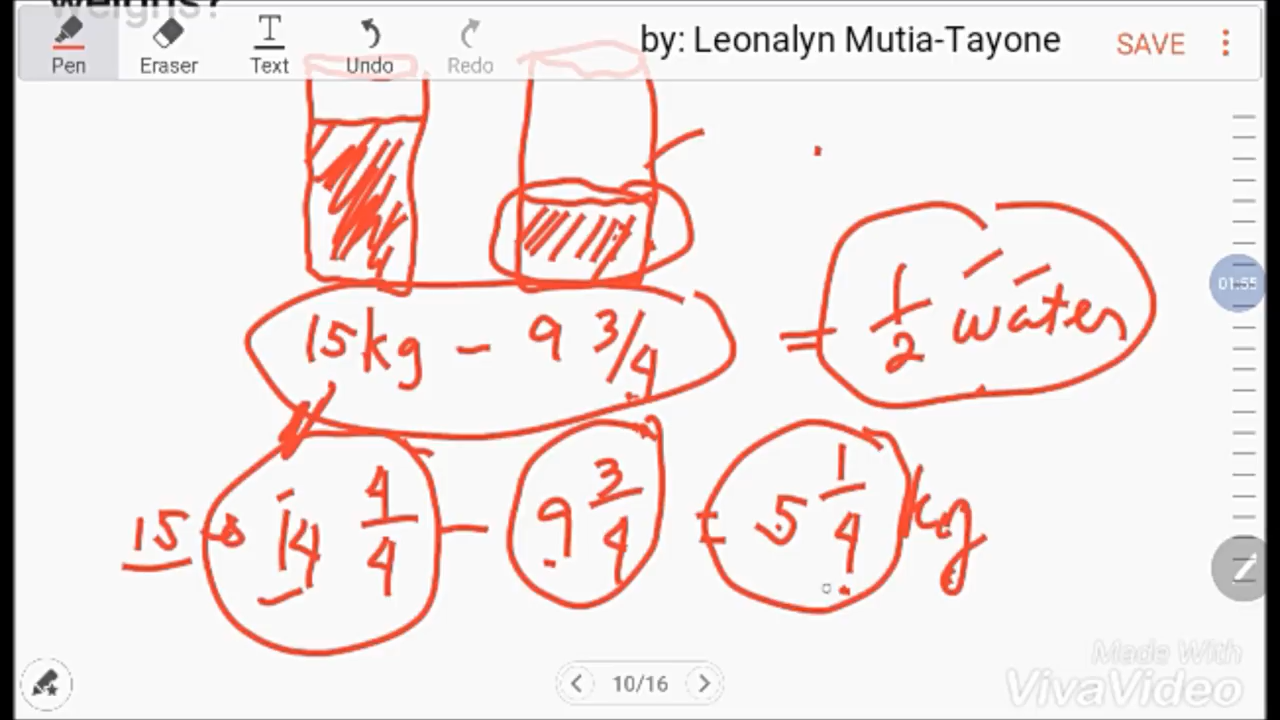 weighs?
Pen Eraser Text Undo Redo by: Leonalyn Mutia-Tayone SAVE
15kg - 9 3/4 = 1/2 water
15 → 14 4/4 - 9 3/4 = 5 1/4 kg
01:55
10/16
Made With
VivaVideo